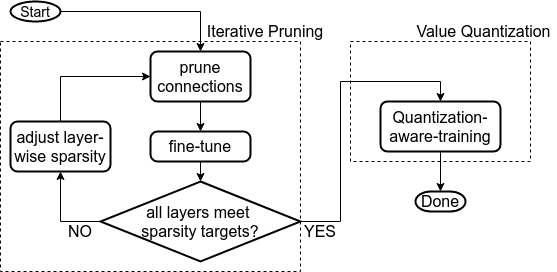 Start
Iterative Pruning
Value Quantization
prune
connections
Quantization-
aware-training
adjust layer-
wise sparsity
fine-tune
all layers meet
sparsity targets?
NO
YES
Done